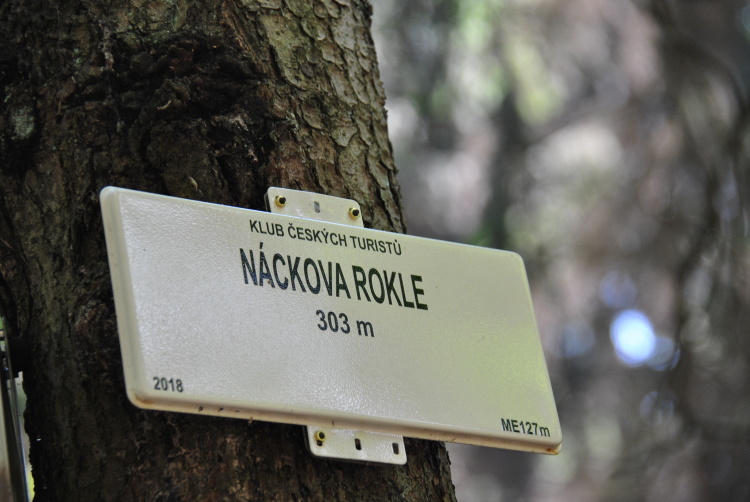 KLUB ČESKÝCH TURISTŮ
NÁCKOVA ROKLE
303 m
2018
ME127m